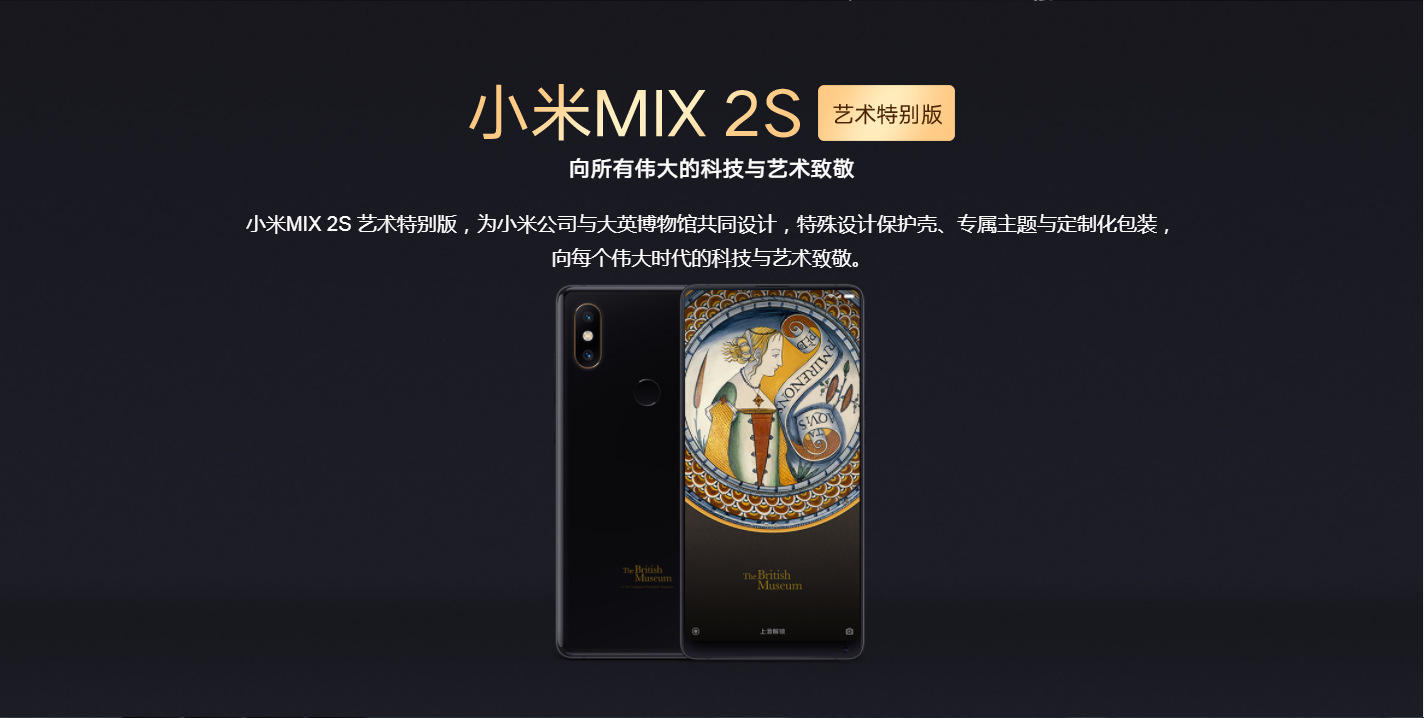 小米MIX 2S 艺术特别版
向所有伟大的科技与艺术致敬
小米MIX 2S 艺术特别版，为小米公司与大英博物馆共同设计，特殊设计保护壳、专属主题与定制化包装，
向每个伟大时代的科技与艺术致敬。
PED
RMIRENON
AQVIS
TA
The British
Museum
The British
Museum
上滑解锁